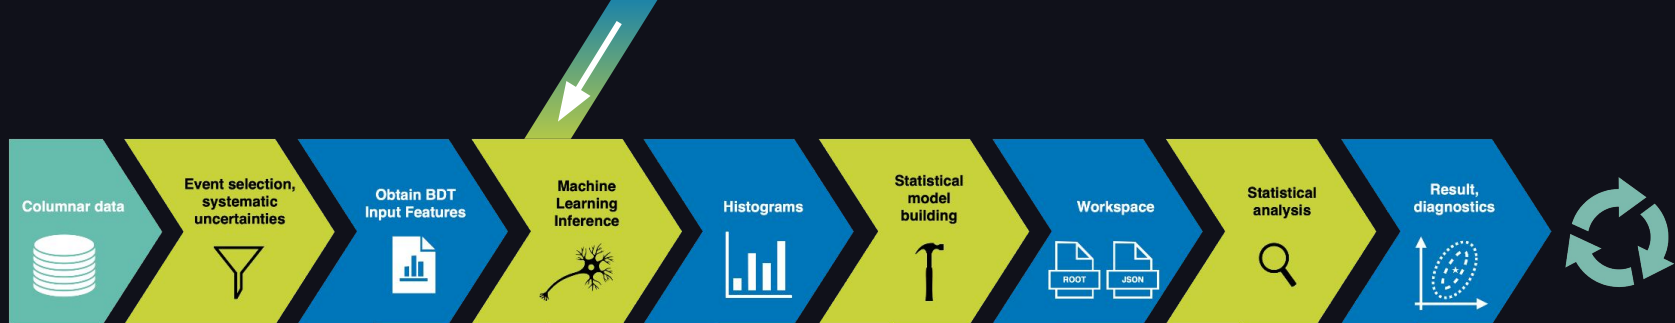 Columnar data
Event selection,
systematic
uncertainties
Obtain BDT
Input Features
Machine
Learning
Inference
Histograms
Statistical
model
building
Workspace
ROOT
JSON
Statistical
analysis
Result,
diagnostics